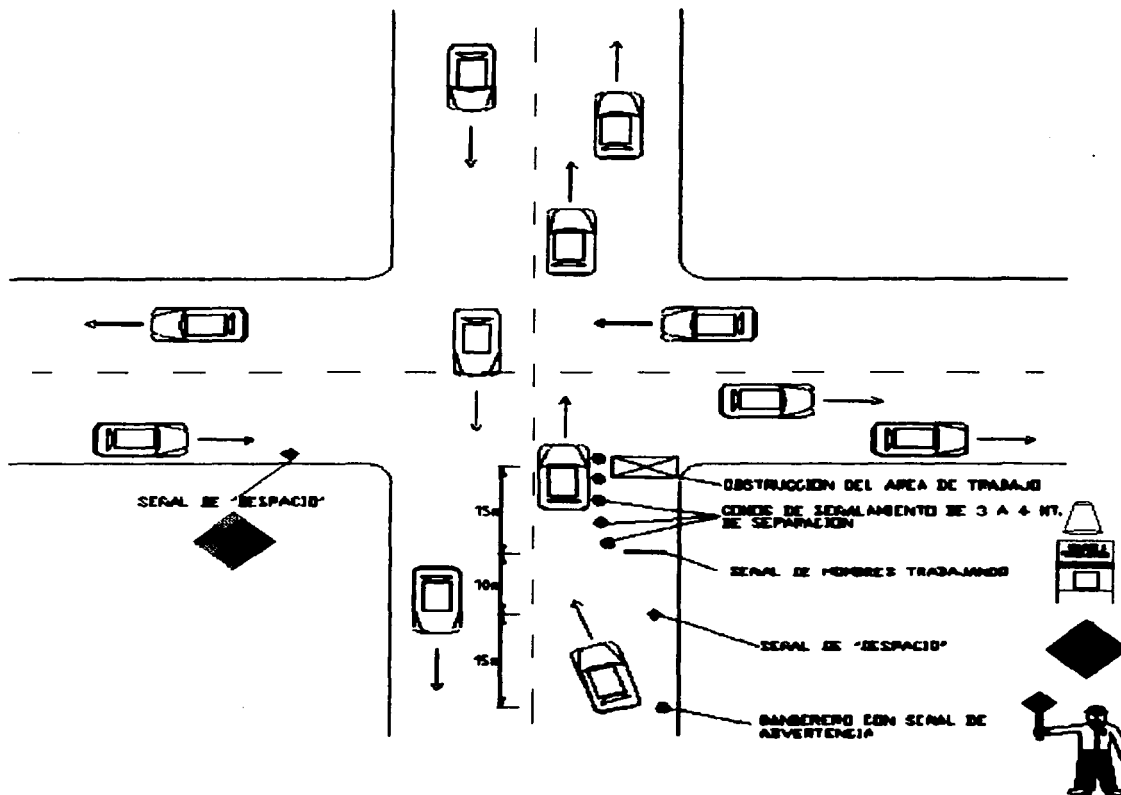 SEÑAL DE "DESPACIO"
OBSTRUCCION DEL AREA DE TRABAJO
CONOS DE SEÑALAMIENTO DE 3 A 4 MT.
DE SEPARACION
SEÑAL DE HOMBRES TRABAJANDO
SEÑAL DE "DESPACIO"
BANDERERO CON SEÑAL DE
ADVERTENCIA
15m
10m
15m